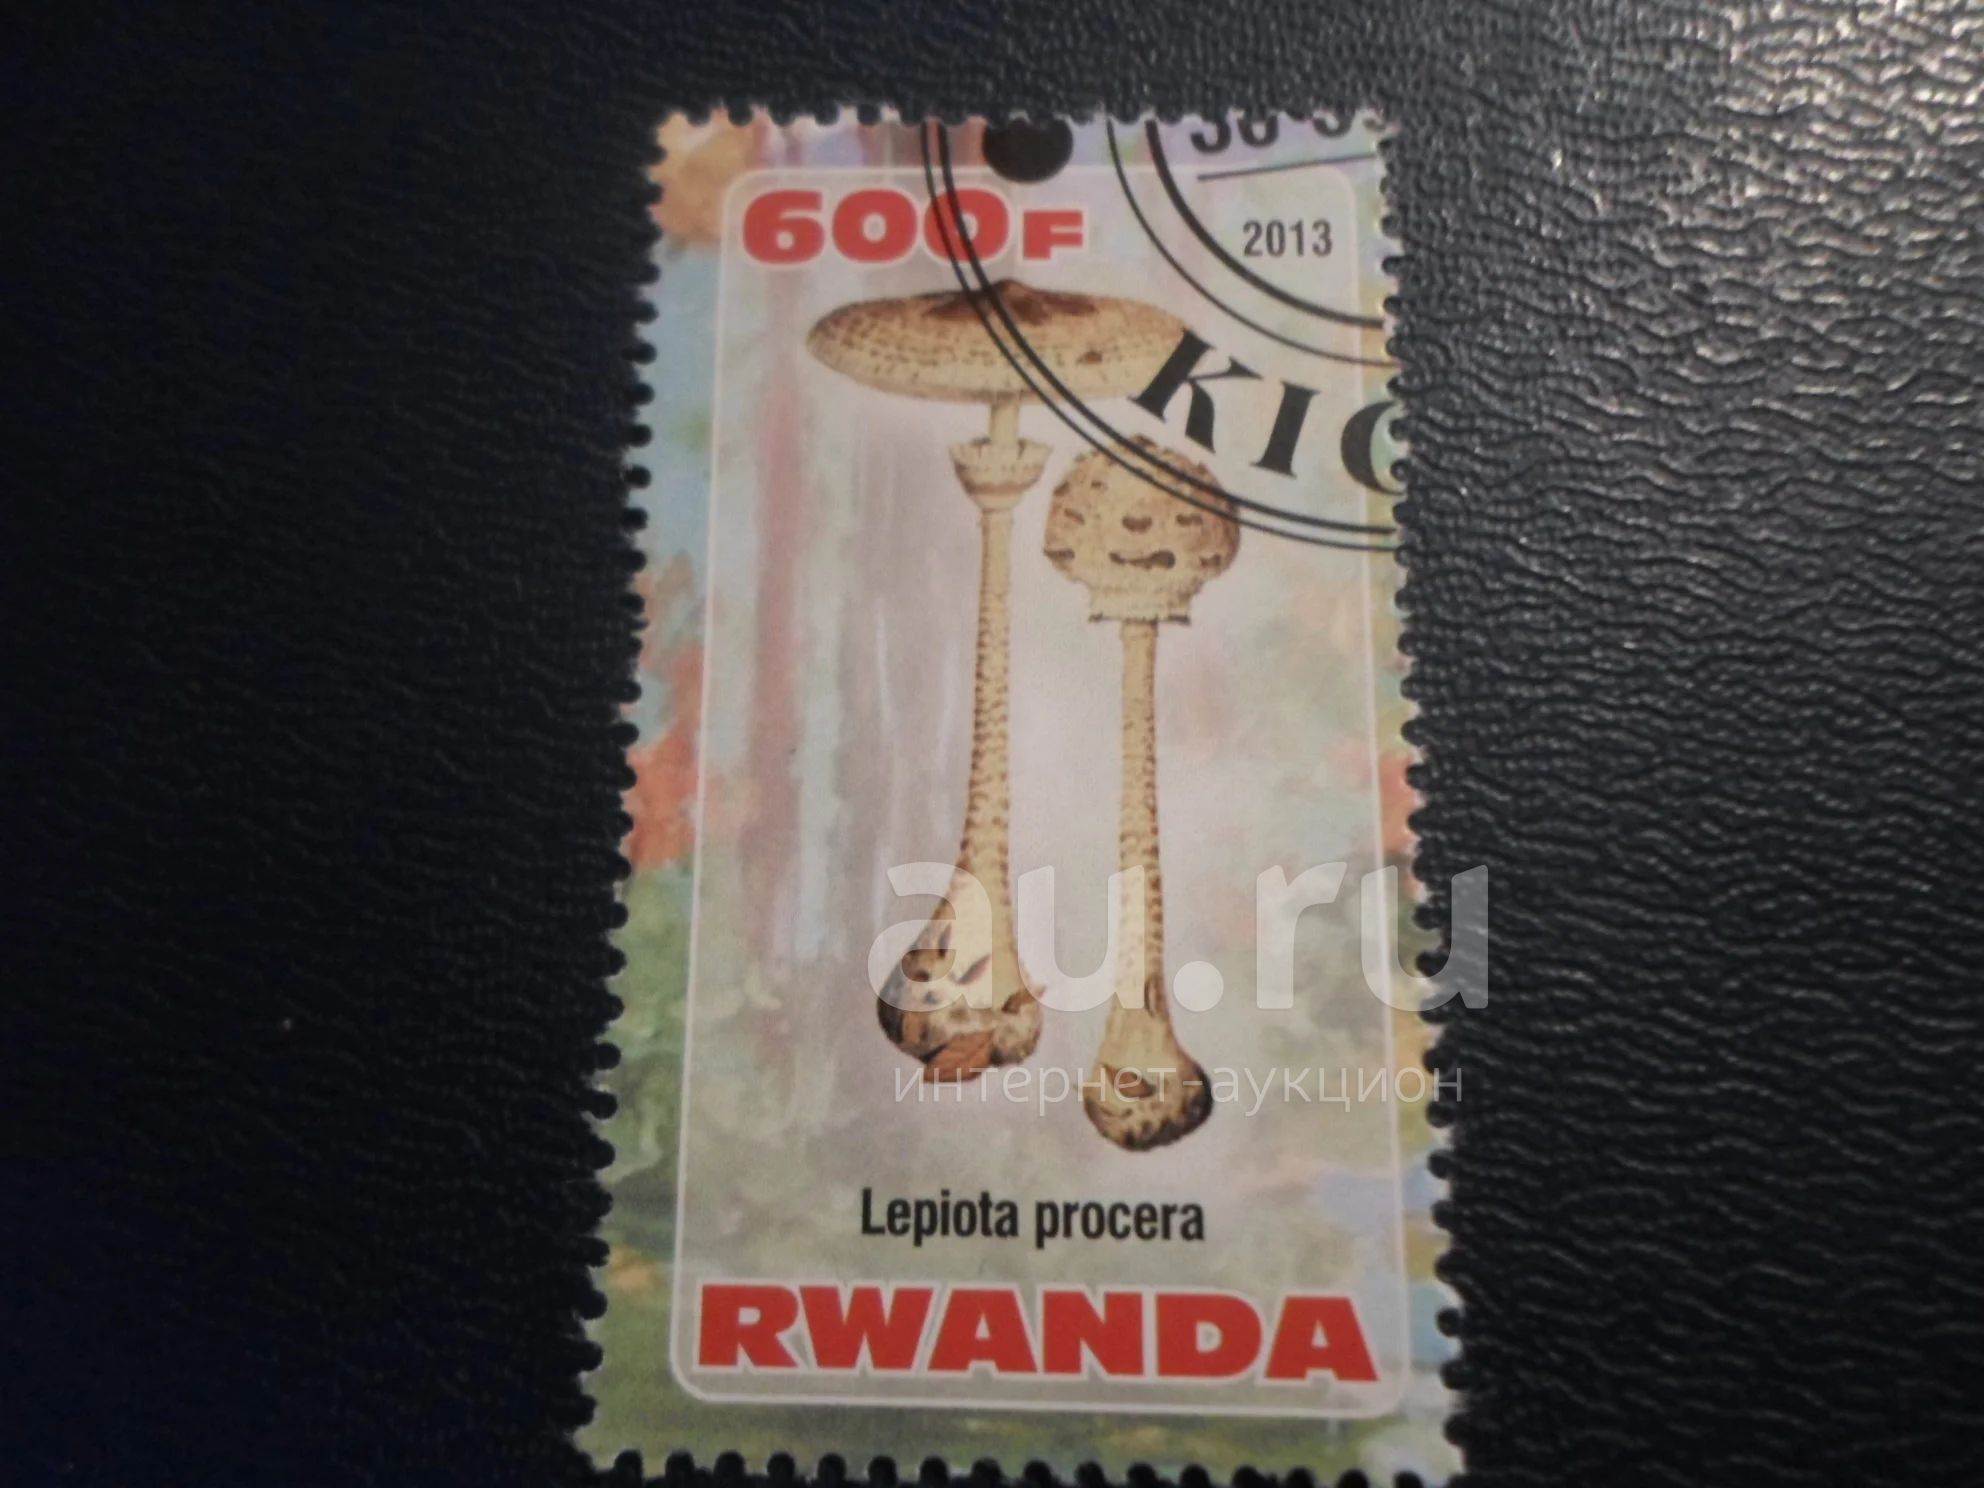 600F
2013
KIG
Lepiota procera
RWANDA
au.ru
интернет-аукцион